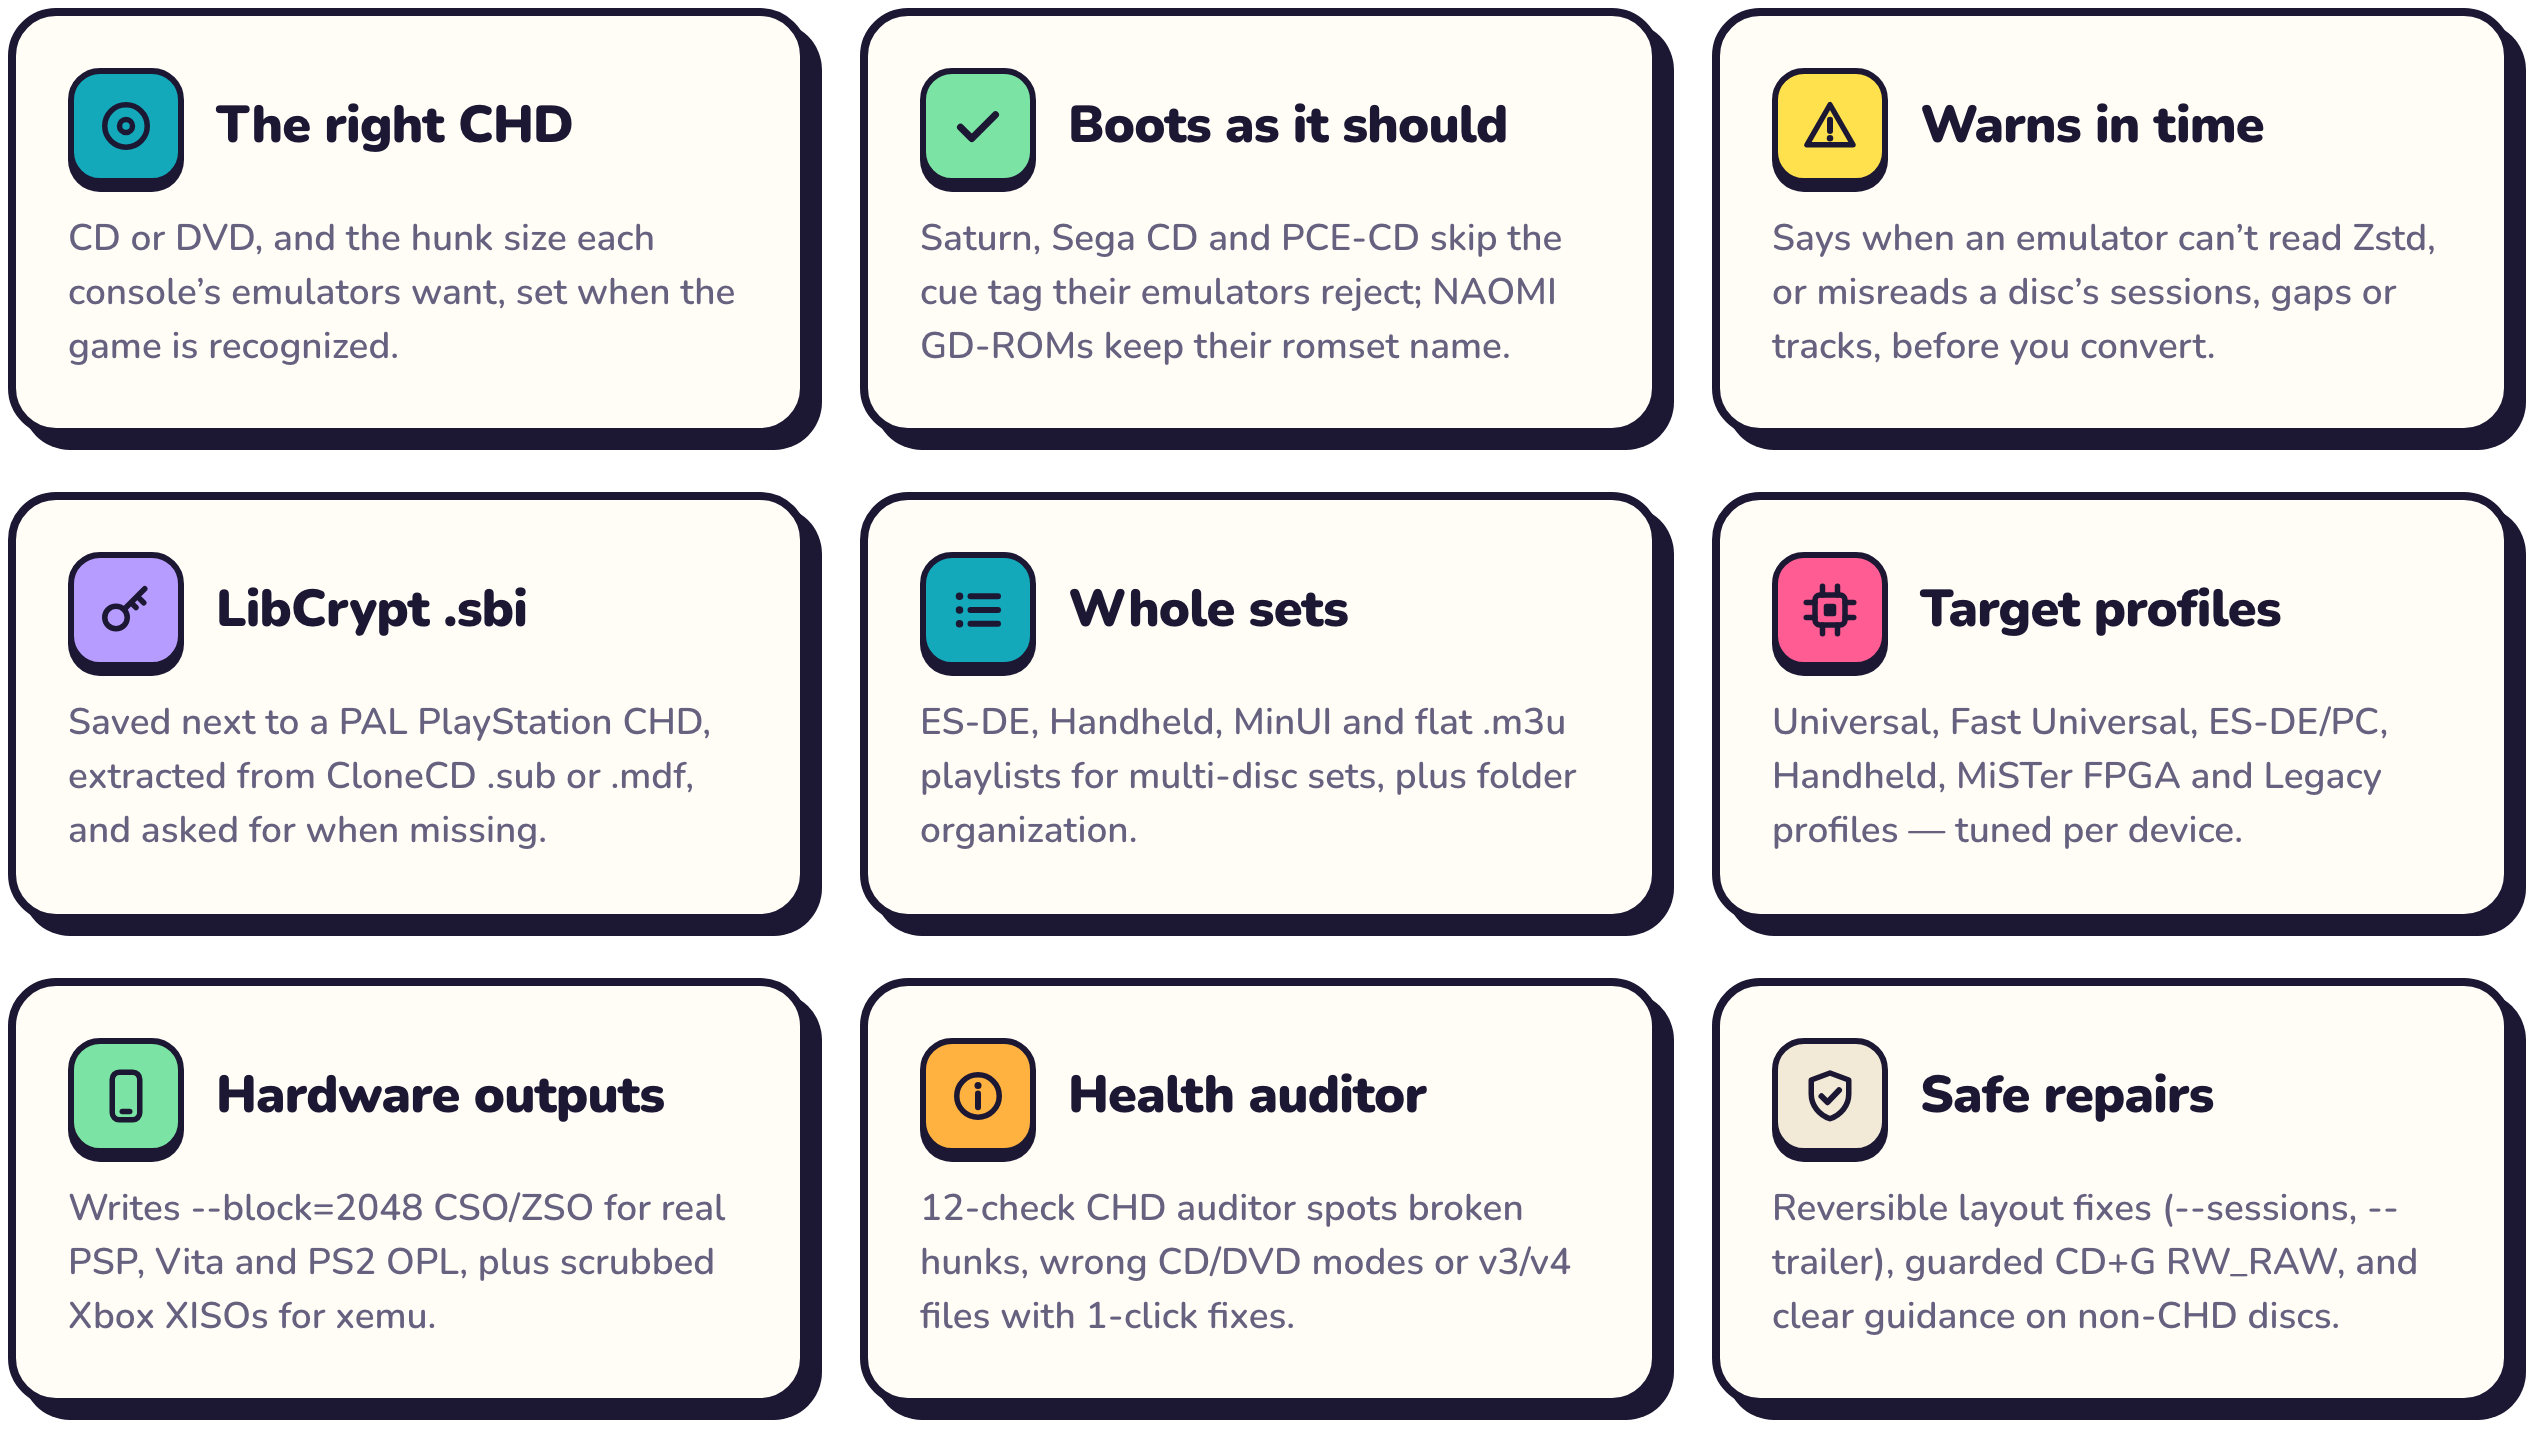 The right CHD
CD or DVD, and the hunk size each
console’s emulators want, set when the
game is recognized.
Boots as it should
Saturn, Sega CD and PCE-CD skip the
cue tag their emulators reject; NAOMI
GD-ROMs keep their romset name.
Warns in time
Says when an emulator can’t read Zstd,
or misreads a disc’s sessions, gaps or
tracks, before you convert.
LibCrypt .sbi
Saved next to a PAL PlayStation CHD,
extracted from CloneCD .sub or .mdf,
and asked for when missing.
Whole sets
ES-DE, Handheld, MinUI and flat .m3u
playlists for multi-disc sets, plus folder
organization.
Target profiles
Universal, Fast Universal, ES-DE/PC,
Handheld, MiSTer FPGA and Legacy
profiles — tuned per device.
Hardware outputs
Writes --block=2048 CSO/ZSO for real
PSP, Vita and PS2 OPL, plus scrubbed
Xbox XISOs for xemu.
Health auditor
12-check CHD auditor spots broken
hunks, wrong CD/DVD modes or v3/v4
files with 1-click fixes.
Safe repairs
Reversible layout fixes (--sessions, --
trailer), guarded CD+G RW_RAW, and
clear guidance on non-CHD discs.